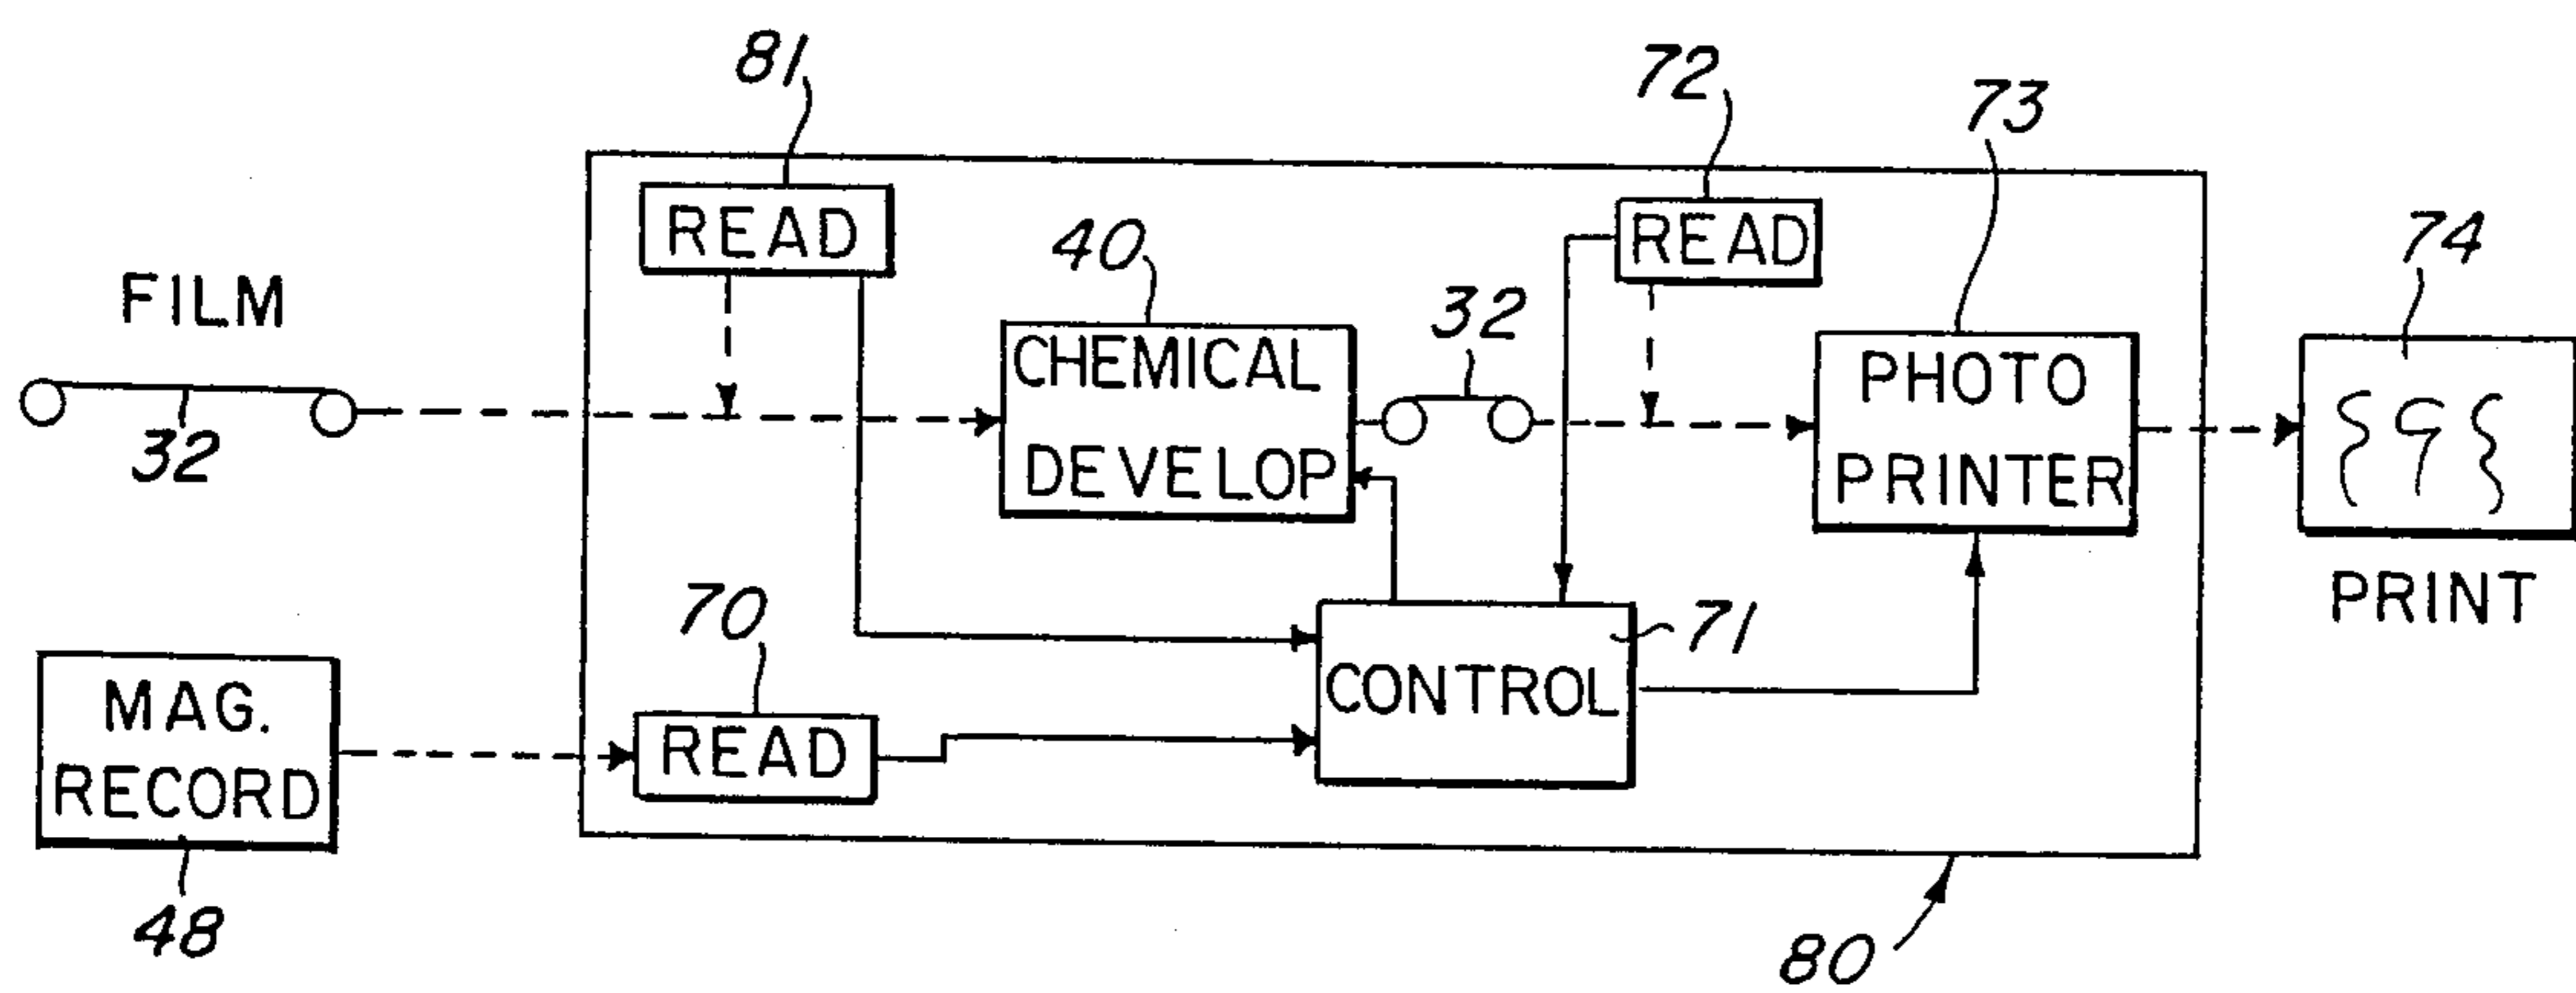 81
72
73
READ
READ
40
74
FILM
32
CHEMICAL
DEVELOP
PHOTO
PRINTER
32
PRINT
70
71
CONTROL
MAG.
RECORD
READ
48
80